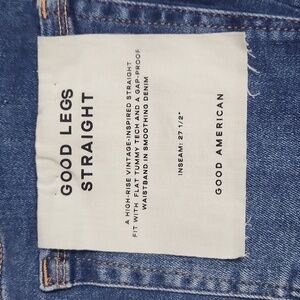 GOOD LEGS
STRAIGHT
A HIGH-RISE VINTAGE-INSPIRED STRAIGHT
FIT WITH FLAT TUMMY TECH AND A GAP-PROOF
WAISTBAND IN SMOOTHING DENIM
INSEAM: 27 1/2"
GOOD AMERICAN